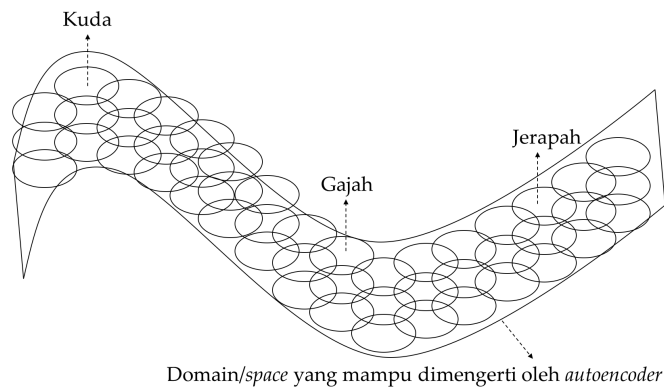 Kuda
Jerapah
Gajah
Domain/space yang mampu dimengerti oleh autoencoder